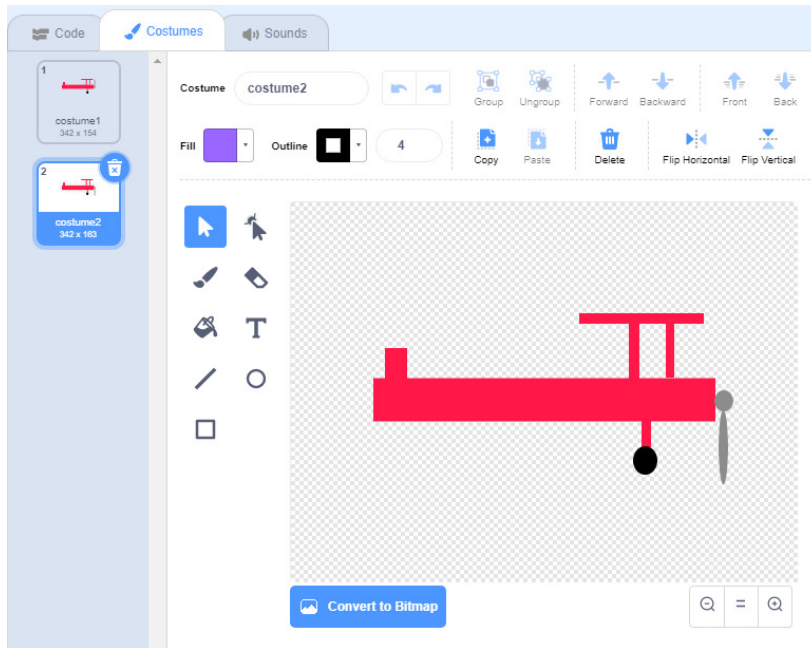 Code
Costumes
Sounds
1
costume1
342 x 154
2
costume2
342 x 163
Costume
costume2
Group
Ungroup
Forward
Backward
Front
Back
Fill
Outline
4
Copy
Paste
Delete
Flip Horizontal
Flip Vertical
T
Convert to Bitmap
=